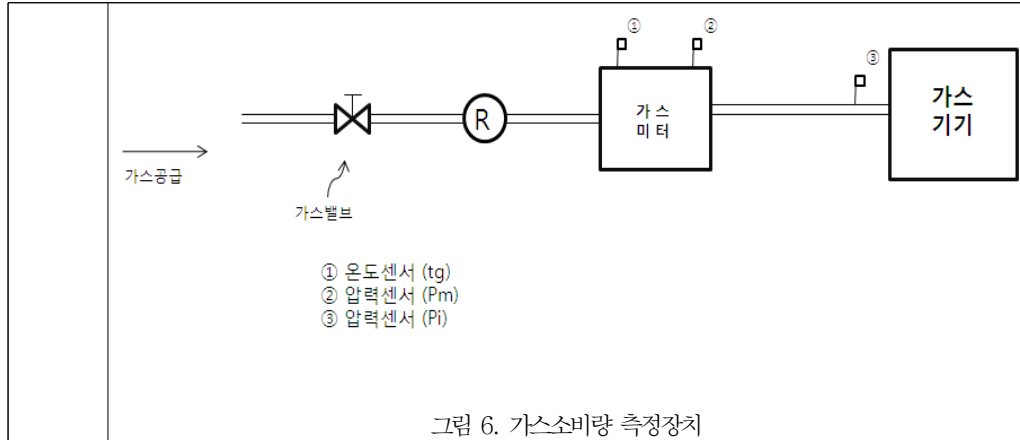 ①
②
③
R
가 스
미 터
가스
기기
가스공급
가스밸브
① 온도센서 (tg)
② 압력센서 (Pm)
③ 압력센서 (Pi)
그림 6. 가스소비량 측정장치